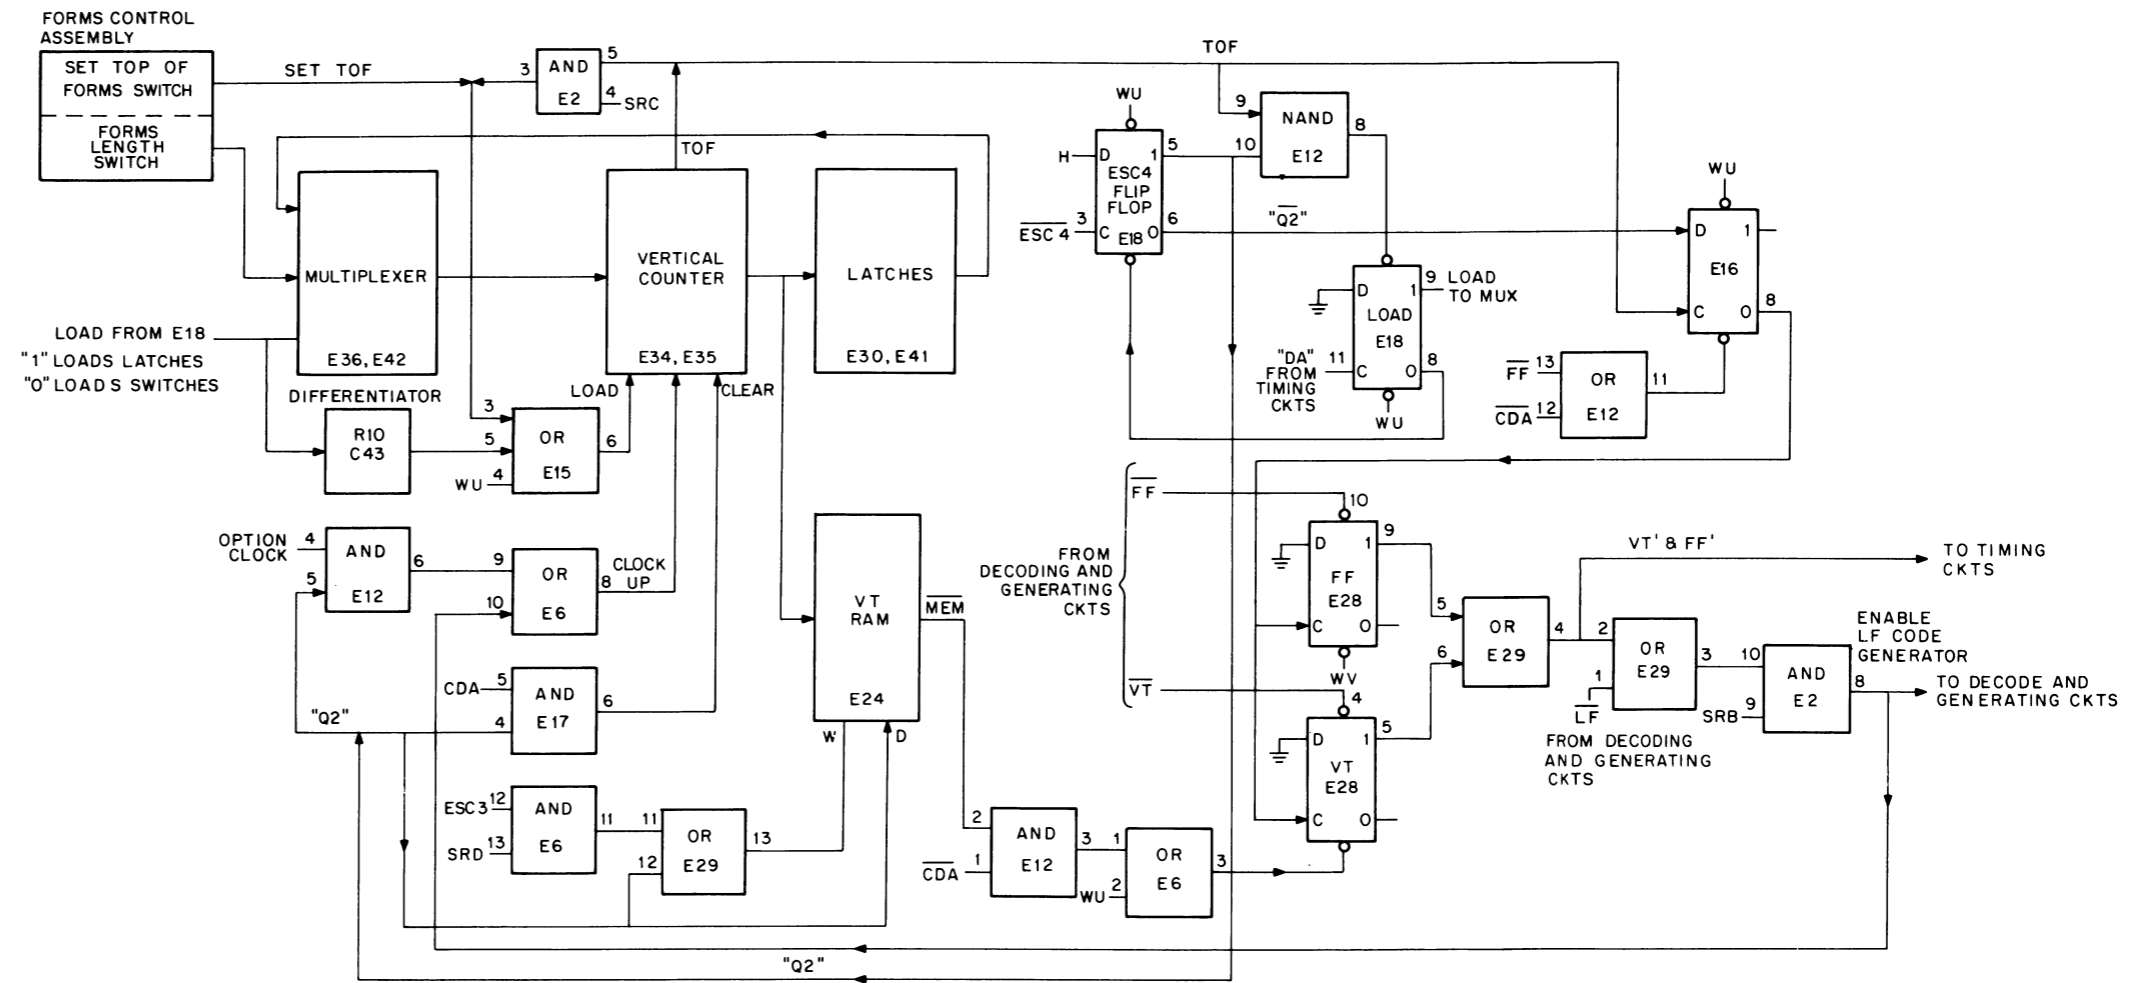 FORMS CONTROL
ASSEMBLY
SET TOP OF
FORMS SWITCH
FORMS
LENGTH
SWITCH
SET TOF
3
AND
E2
5
4
SRC
TOF
TOF
MULTIPLEXER
E36, E42
VERTICAL
COUNTER
E34, E35
LATCHES
E30, E41
LOAD FROM E18
"1" LOADS LATCHES
"0" LOADS SWITCHES
DIFFERENTIATOR
R10
C43
3
5
WU 4
OR
E15
6
LOAD
CLEAR
OPTION
CLOCK
4
5
AND
E12
6
9
10
OR
E6
8
CLOCK
UP
CDA 5
4
AND
E17
6
"Q2"
ESC3 12
SRD 13
AND
E6
11
11
12
OR
E29
13
VT
RAM
E24
W
D
M̅E̅M̅
2
C̅D̅A̅ 1
AND
E12
3
1
WU 2
OR
E6
3
"Q2"
WU
H
D
1
5
ESC4
FLIP
FLOP
E̅S̅C̅ ̅4̅ 3
C
E18
O
6
9
10
NAND
E12
8
"Q̅2̅"
D
1
9
LOAD
TO MUX
LOAD
E18
"DA"
FROM
TIMING
CKTS
11
C
O
8
WU
WU
D
1
E16
C
O
8
F̅F̅ 13
C̅D̅A̅ 12
OR
E12
11
FROM
DECODING AND
GENERATING
CKTS
F̅F̅
10
D
1
9
FF
E28
C
O
WV
V̅T̅
4
D
1
5
VT
E28
C
O
5
6
OR
E29
4
VT' & FF'
TO TIMING
CKTS
2
1
L̅F̅
OR
E29
3
FROM DECODING
AND GENERATING
CKTS
10
SRB 9
AND
E2
8
ENABLE
LF CODE
GENERATOR
TO DECODE AND
GENERATING CKTS